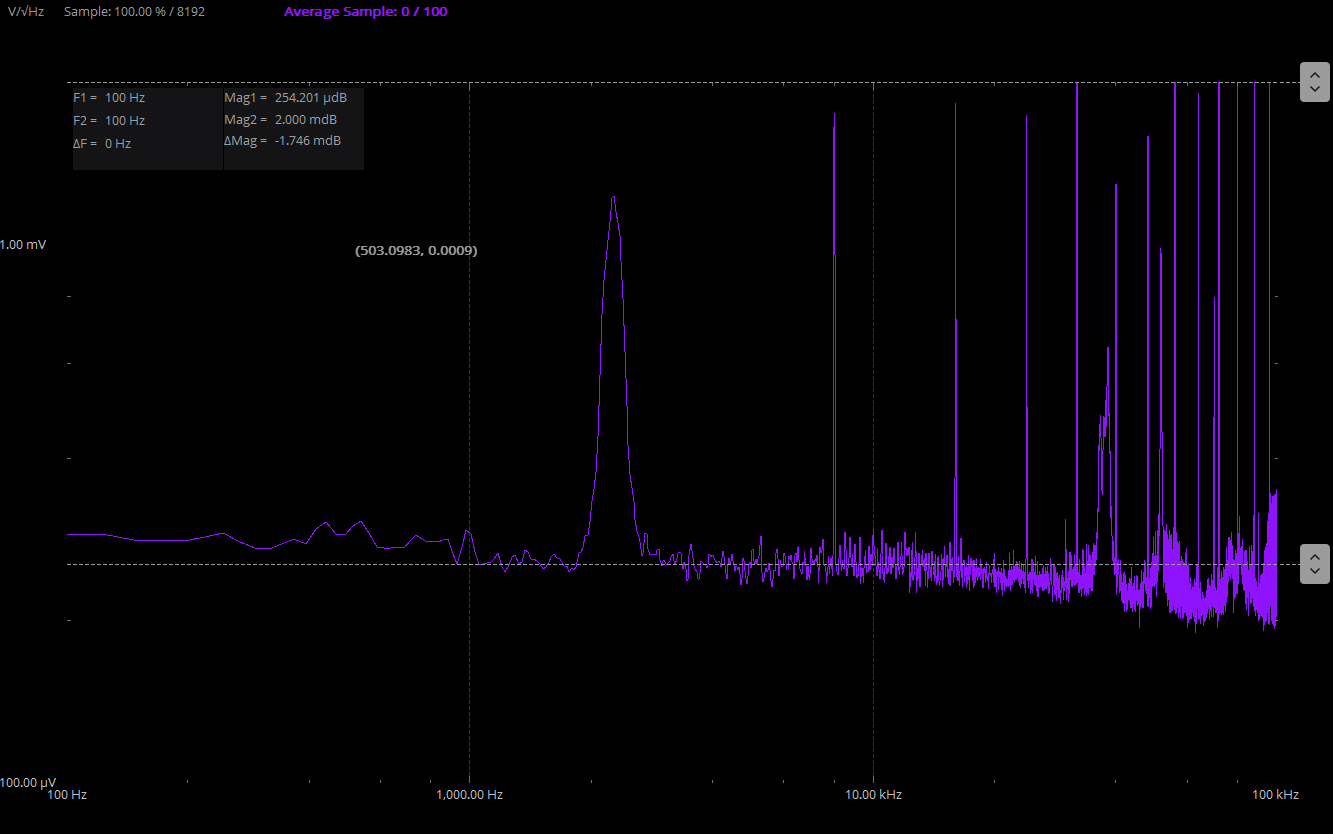 V/√Hz Sample: 100.00 % / 8192 Average Sample: 0 / 100
F1 = 100 Hz Mag1 = 254.201 µdB
F2 = 100 Hz Mag2 = 2.000 mdB
ΔF = 0 Hz ΔMag = -1.746 mdB
1.00 mV
(503.0983, 0.0009)
100.00 µV
100 Hz 1,000.00 Hz 10.00 kHz 100 kHz